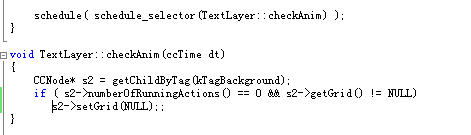 schedule( schedule_selector(TextLayer::checkAnim) );
}
void TextLayer::checkAnim(ccTime dt)
{
CCNode* s2 = getChildByTag(kTagBackground);
if ( s2->numberOfRunningActions() == 0 && s2->getGrid() != NULL)
s2->setGrid(NULL);;
}